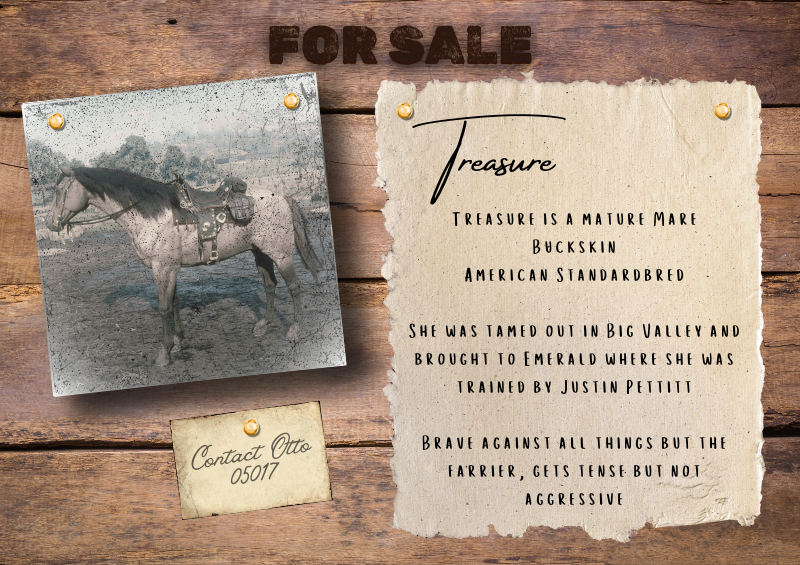 FOR SALE
Treasure
Treasure is a mature Mare
Buckskin
American Standardbred
She was tamed out in Big Valley and
brought to Emerald where she was
trained by Justin Pettitt
Brave against all things but the
farrier, gets tense but not
aggressive
Contact Otto
05017